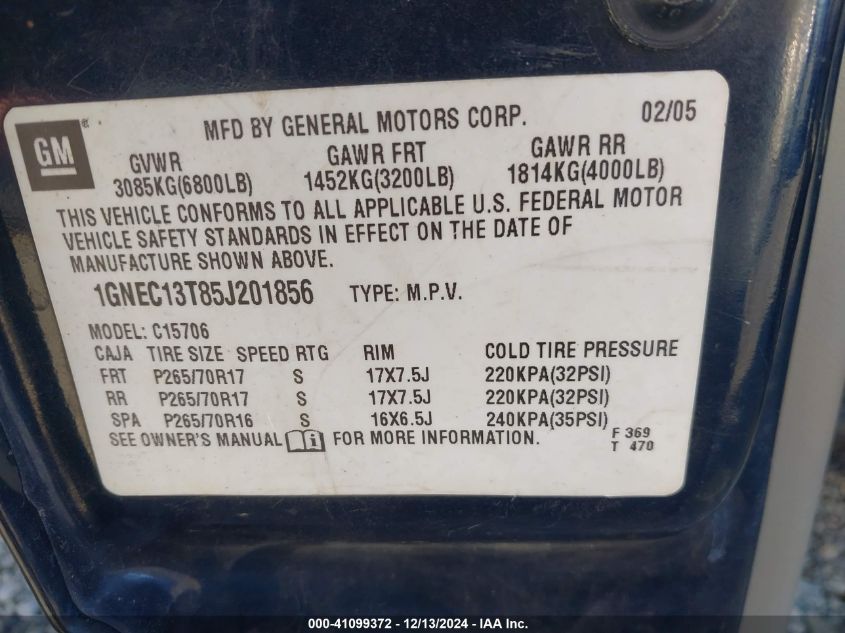 GM ®
MFD BY GENERAL MOTORS CORP. 02/05
GVWR GAWR FRT GAWR RR
3085KG(6800LB) 1452KG(3200LB) 1814KG(4000LB)
THIS VEHICLE CONFORMS TO ALL APPLICABLE U.S. FEDERAL MOTOR
VEHICLE SAFETY STANDARDS IN EFFECT ON THE DATE OF
MANUFACTURE SHOWN ABOVE.
1GNEC13T85J201856 TYPE: M.P.V.
MODEL: C15706
CAJA TIRE SIZE SPEED RTG RIM COLD TIRE PRESSURE
FRT P265/70R17 S 17X7.5J 220KPA(32PSI)
RR P265/70R17 S 17X7.5J 220KPA(32PSI)
SPA P265/70R16 S 16X6.5J 240KPA(35PSI)
SEE OWNER'S MANUAL i FOR MORE INFORMATION.
F 369
T 470
000-41099372 - 12/13/2024 - IAA Inc.